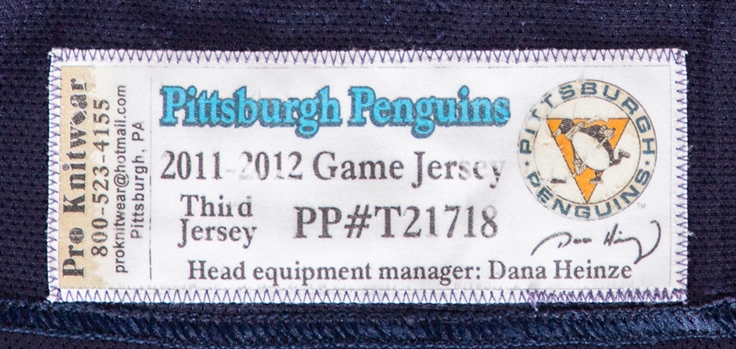 Pro Knitwear
800-523-4155
proknitwear@hotmail.com
Pittsburgh, PA
Pittsburgh Penguins
2011-2012 Game Jersey
Third
Jersey
PP#T21718
Head equipment manager: Dana Heinze
PITTSBURGH
PENGUINS